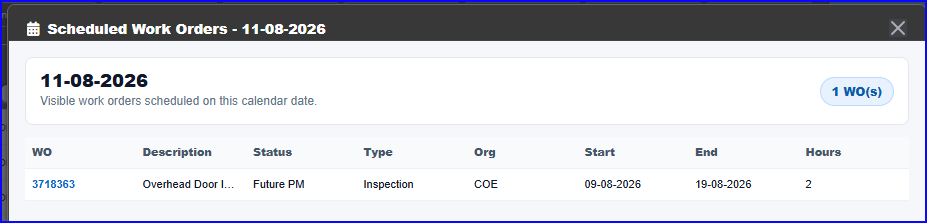 Scheduled Work Orders - 11-08-2026
11-08-2026
Visible work orders scheduled on this calendar date.
1 WO(s)
WO Description Status Type Org Start End Hours
3718363 Overhead Door I... Future PM Inspection COE 09-08-2026 19-08-2026 2